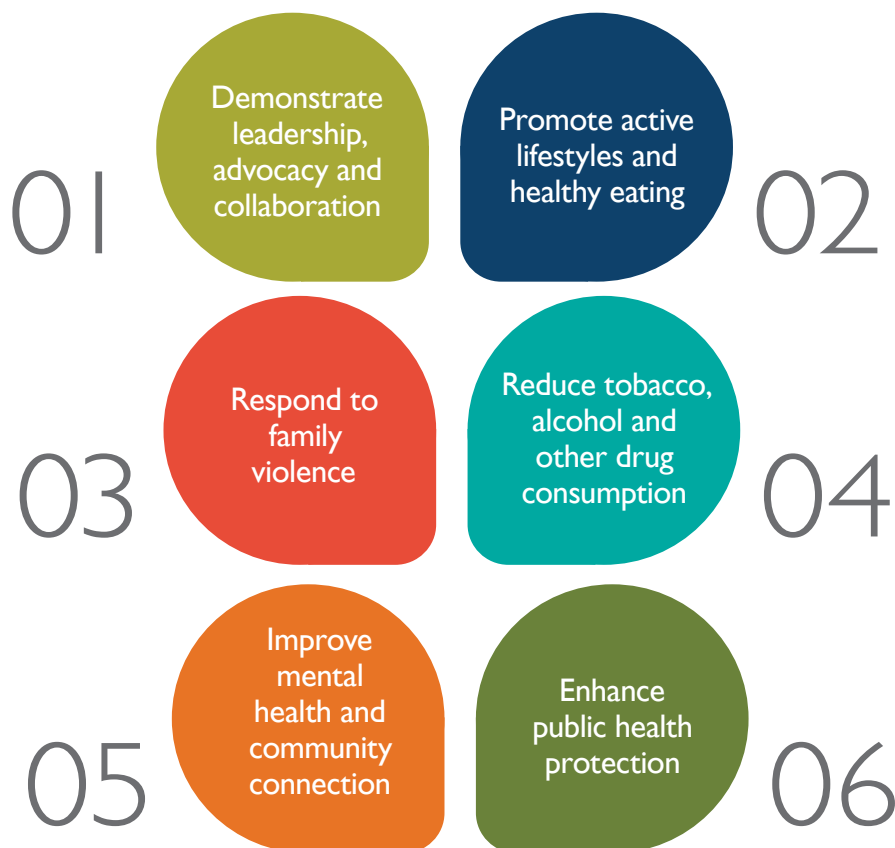 01
Demonstrate
leadership,
advocacy and
collaboration
Promote active
lifestyles and
healthy eating
02
03
Respond to
family
violence
Reduce tobacco,
alcohol and
other drug
consumption
04
05
Improve
mental
health and
community
connection
Enhance
public health
protection
06